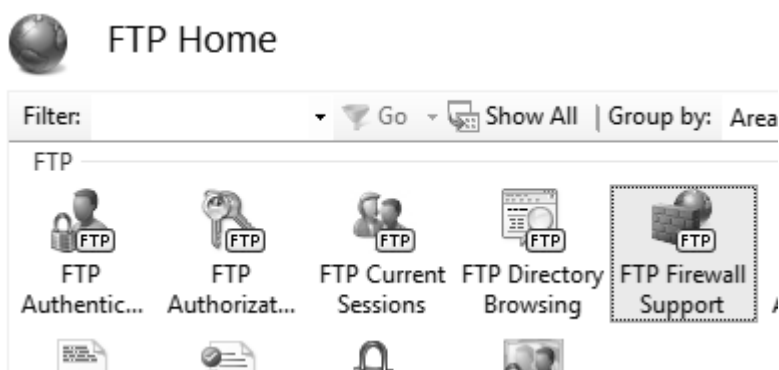 FTP Home
Filter: Go Show All | Group by: Area
FTP
FTP FTP FTP FTP FTP
FTP FTP FTP Current FTP Directory FTP Firewall
Authentic... Authorizat... Sessions Browsing Support